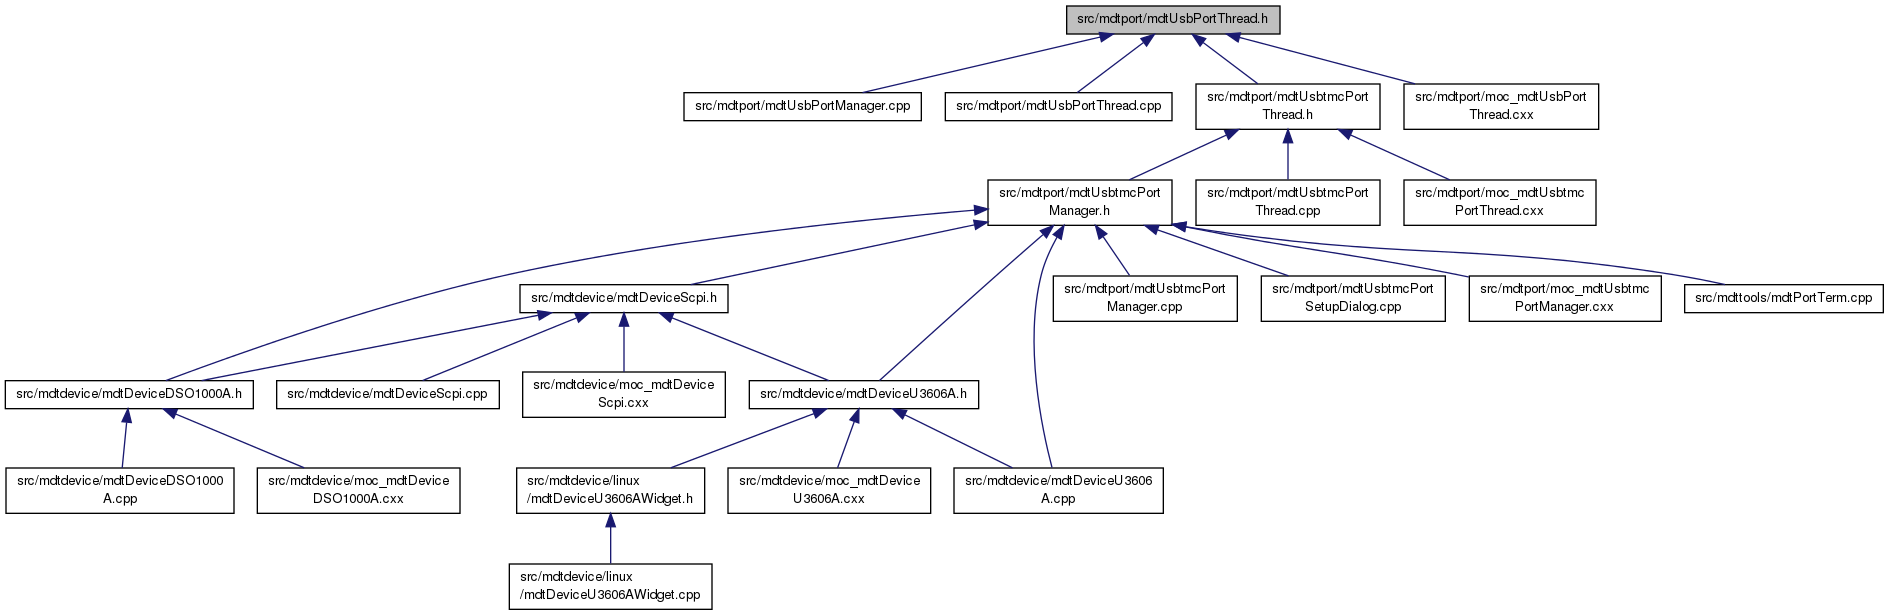 src/mdtport/mdtUsbPortThread.h
src/mdtport/mdtUsbPortManager.cpp
src/mdtport/mdtUsbPortThread.cpp
src/mdtport/mdtUsbtmcPort
Thread.h
src/mdtport/moc_mdtUsbPort
Thread.cxx
src/mdtport/mdtUsbtmcPort
Manager.h
src/mdtport/mdtUsbtmcPort
Thread.cpp
src/mdtport/moc_mdtUsbtmc
PortThread.cxx
src/mdtdevice/mdtDeviceScpi.h
src/mdtport/mdtUsbtmcPort
Manager.cpp
src/mdtport/mdtUsbtmcPort
SetupDialog.cpp
src/mdtport/moc_mdtUsbtmc
PortManager.cxx
src/mdttools/mdtPortTerm.cpp
src/mdtdevice/mdtDeviceDSO1000A.h
src/mdtdevice/mdtDeviceScpi.cpp
src/mdtdevice/moc_mdtDevice
Scpi.cxx
src/mdtdevice/mdtDeviceU3606A.h
src/mdtdevice/mdtDeviceDSO1000
A.cpp
src/mdtdevice/moc_mdtDevice
DSO1000A.cxx
src/mdtdevice/linux
/mdtDeviceU3606AWidget.h
src/mdtdevice/moc_mdtDevice
U3606A.cxx
src/mdtdevice/mdtDeviceU3606
A.cpp
src/mdtdevice/linux
/mdtDeviceU3606AWidget.cpp